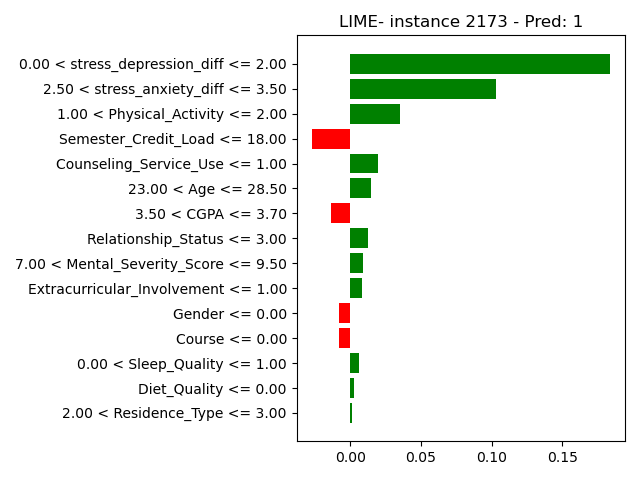 LIME- instance 2173 - Pred: 1
0.00 < stress_depression_diff <= 2.00
2.50 < stress_anxiety_diff <= 3.50
1.00 < Physical_Activity <= 2.00
Semester_Credit_Load <= 18.00
Counseling_Service_Use <= 1.00
23.00 < Age <= 28.50
3.50 < CGPA <= 3.70
Relationship_Status <= 3.00
7.00 < Mental_Severity_Score <= 9.50
Extracurricular_Involvement <= 1.00
Gender <= 0.00
Course <= 0.00
0.00 < Sleep_Quality <= 1.00
Diet_Quality <= 0.00
2.00 < Residence_Type <= 3.00
0.00 0.05 0.10 0.15